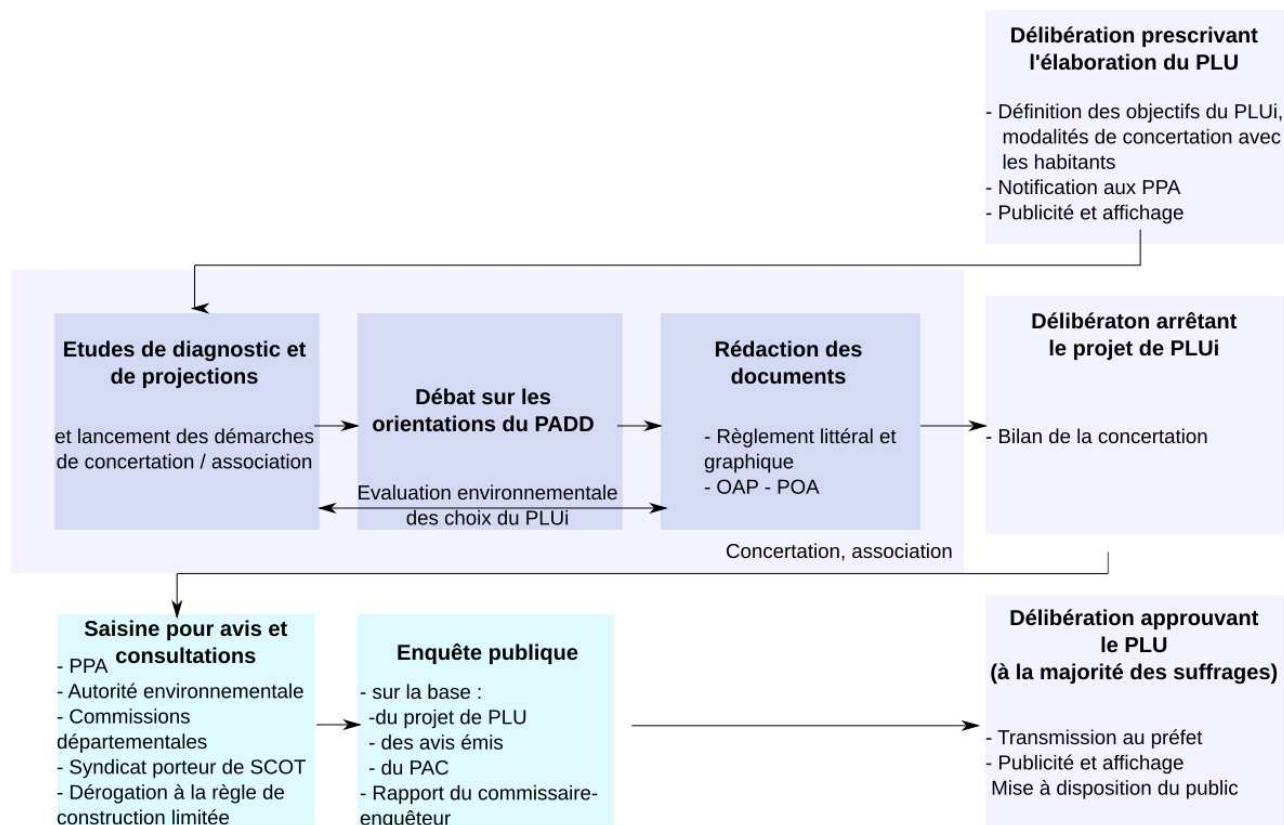 Délibération prescrivant
l'élaboration du PLU
- Définition des objectifs du PLUi,
modalités de concertation avec
les habitants
- Notification aux PPA
- Publicité et affichage
Etudes de diagnostic et
de projections
et lancement des démarches
de concertation / association
Débat sur les
orientations du PADD
Evaluation environnementale
des choix du PLUi
Rédaction des
documents
- Règlement littéral et
graphique
- OAP - POA
Concertation, association
Délibératon arrêtant
le projet de PLUi
- Bilan de la concertation
Saisine pour avis et
consultations
- PPA
- Autorité environnementale
- Commissions
départementales
- Syndicat porteur de SCOT
- Dérogation à la règle de
construction limitée
Enquête publique
- sur la base :
-du projet de PLU
- des avis émis
- du PAC
- Rapport du commissaire-
enquêteur
Délibération approuvant
le PLU
(à la majorité des suffrages)
- Transmission au préfet
- Publicité et affichage
Mise à disposition du public